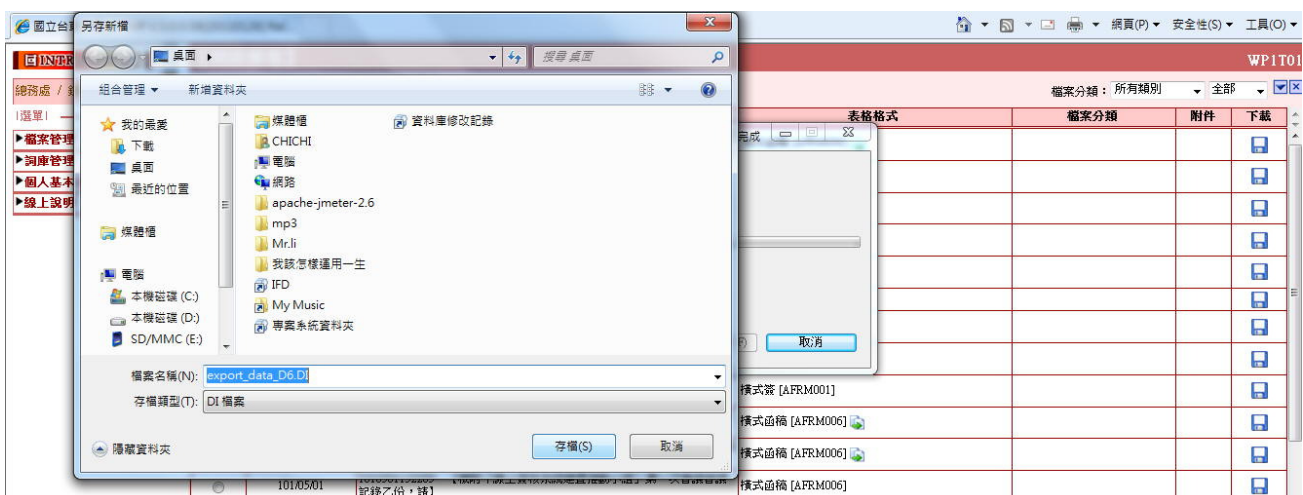 國立台
另存新檔
網頁(P)
安全性(S)
工具(O)
桌面
搜尋 桌面
WP1T01
總務處 /
組合管理
新增資料夾
檔案分類：
所有類別
全部
|選單|
表格格式
檔案分類
附件
下載
檔案管理
詞庫管理
個人基本
線上說明
我的最愛
下載
桌面
最近的位置
媒體櫃
電腦
本機磁碟 (C:)
本機磁碟 (D:)
SD/MMC (E:)
媒體櫃
CHICHI
電腦
網路
apache-jmeter-2.6
mp3
Mr.li
我該怎樣運用一生
IFD
My Music
專案系統資料夾
資料庫修改記錄
完成
取消
檔案名稱(N):
export_data_D6.DI
存檔類型(T):
DI 檔案
隱藏資料夾
存檔(S)
取消
橫式簽 [AFRM001]
橫式函稿 [AFRM006]
橫式函稿 [AFRM006]
101/05/01
記錄乙份，請】
橫式函稿 [AFRM006]